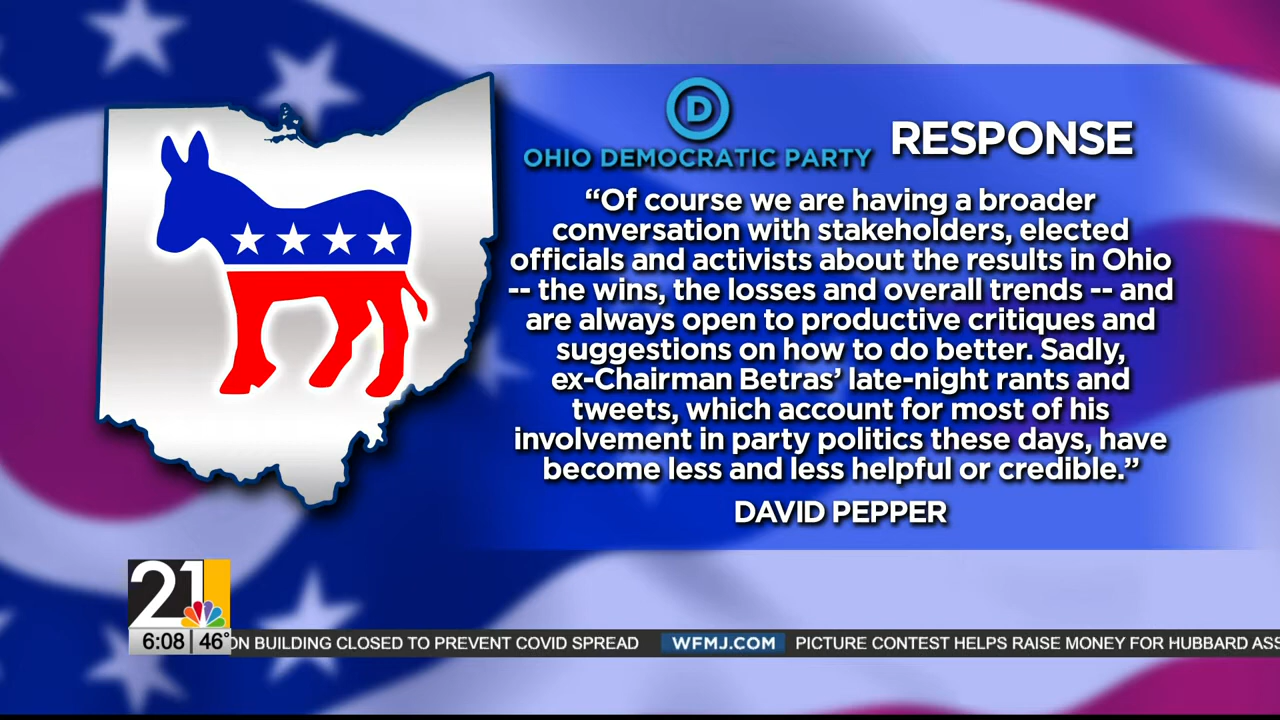 D
OHIO DEMOCRATIC PARTY
RESPONSE
“Of course we are having a broader
conversation with stakeholders, elected
officials and activists about the results in Ohio
-- the wins, the losses and overall trends -- and
are always open to productive critiques and
suggestions on how to do better. Sadly,
ex-Chairman Betras’ late-night rants and
tweets, which account for most of his
involvement in party politics these days, have
become less and less helpful or credible.”
DAVID PEPPER
21
6:08 46° ON BUILDING CLOSED TO PREVENT COVID SPREAD WFMJ.COM PICTURE CONTEST HELPS RAISE MONEY FOR HUBBARD ASS